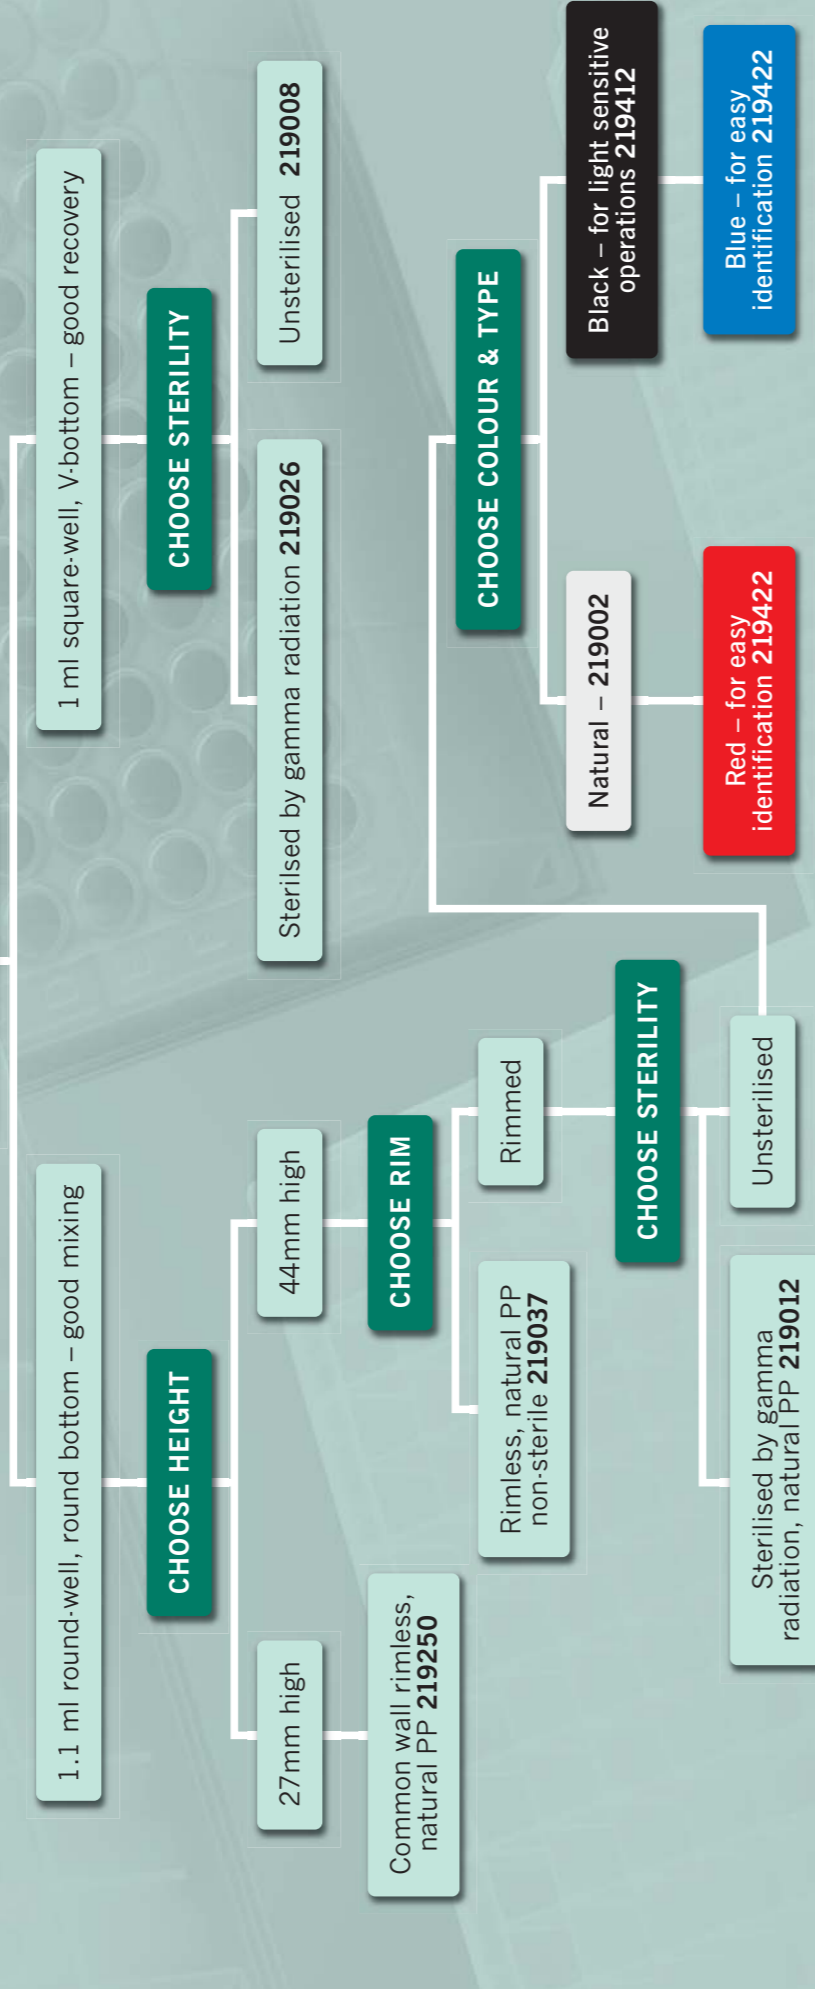 1.1 ml round-well, round bottom – good mixing
1 ml square-well, V-bottom – good recovery
CHOOSE HEIGHT
CHOOSE STERILITY
27mm high
44mm high
Sterilsed by gamma radiation 219026
Unsterilised 219008
Common wall rimless,
natural PP 219250
CHOOSE RIM
Rimless, natural PP
non-sterile 219037
Rimmed
CHOOSE STERILITY
Sterilised by gamma
radiation, natural PP 219012
Unsterilised
CHOOSE COLOUR & TYPE
Natural – 219002
Black – for light sensitive
operations 219412
Red – for easy
identification 219422
Blue – for easy
identification 219422